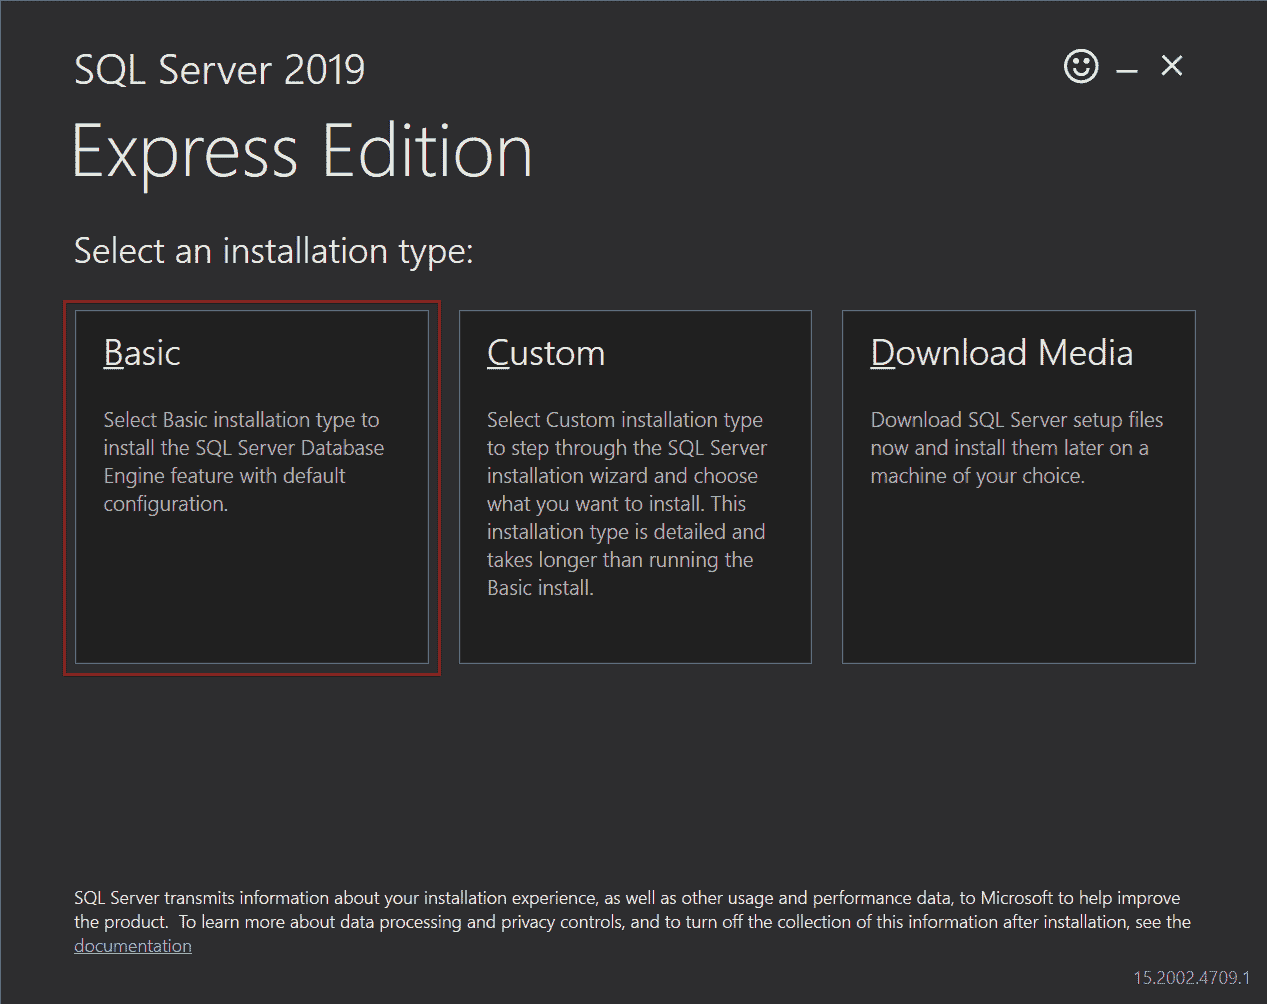 SQL Server 2019
Express Edition
Select an installation type:
Basic
Select Basic installation type to
install the SQL Server Database
Engine feature with default
configuration.
Custom
Select Custom installation type
to step through the SQL Server
installation wizard and choose
what you want to install. This
installation type is detailed and
takes longer than running the
Basic install.
Download Media
Download SQL Server setup files
now and install them later on a
machine of your choice.
SQL Server transmits information about your installation experience, as well as other usage and performance data, to Microsoft to help improve
the product.  To learn more about data processing and privacy controls, and to turn off the collection of this information after installation, see the
documentation
15.2002.4709.1